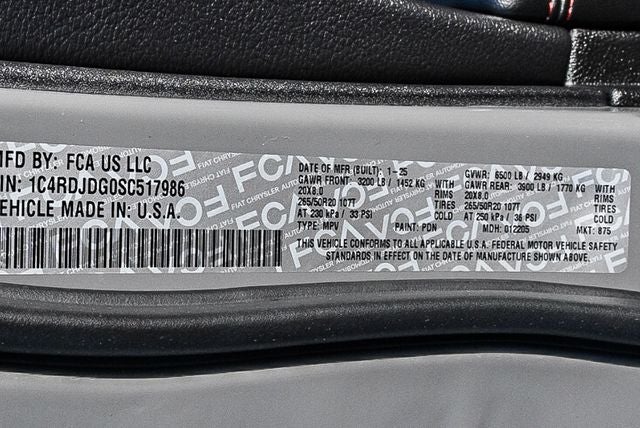 MFD BY: FCA US LLC
IN: 1C4RDJDG0SC517986
VEHICLE MADE IN: U.S.A.
DATE OF MFR (BUILT): 1-25 GVWR: 6500 LB / 2949 KG
GAWR FRONT: 3200 LB / 1452 KG GAWR REAR: 3900 LB / 1770 KG
20X8.0 RIMS 20X8.0 RIMS
265/50R20 107T TIRES 265/50R20 107T TIRES
AT 230 kPa / 33 PSI COLD AT 250 kPa / 36 PSI COLD
TYPE: MPV PAINT: PDN MDH: 012205 MKT: 875
THIS VEHICLE CONFORMS TO ALL APPLICABLE U.S.A. FEDERAL MOTOR VEHICLE SAFETY
STANDARDS IN EFFECT ON THE DATE OF MANUFACTURE SHOWN ABOVE.